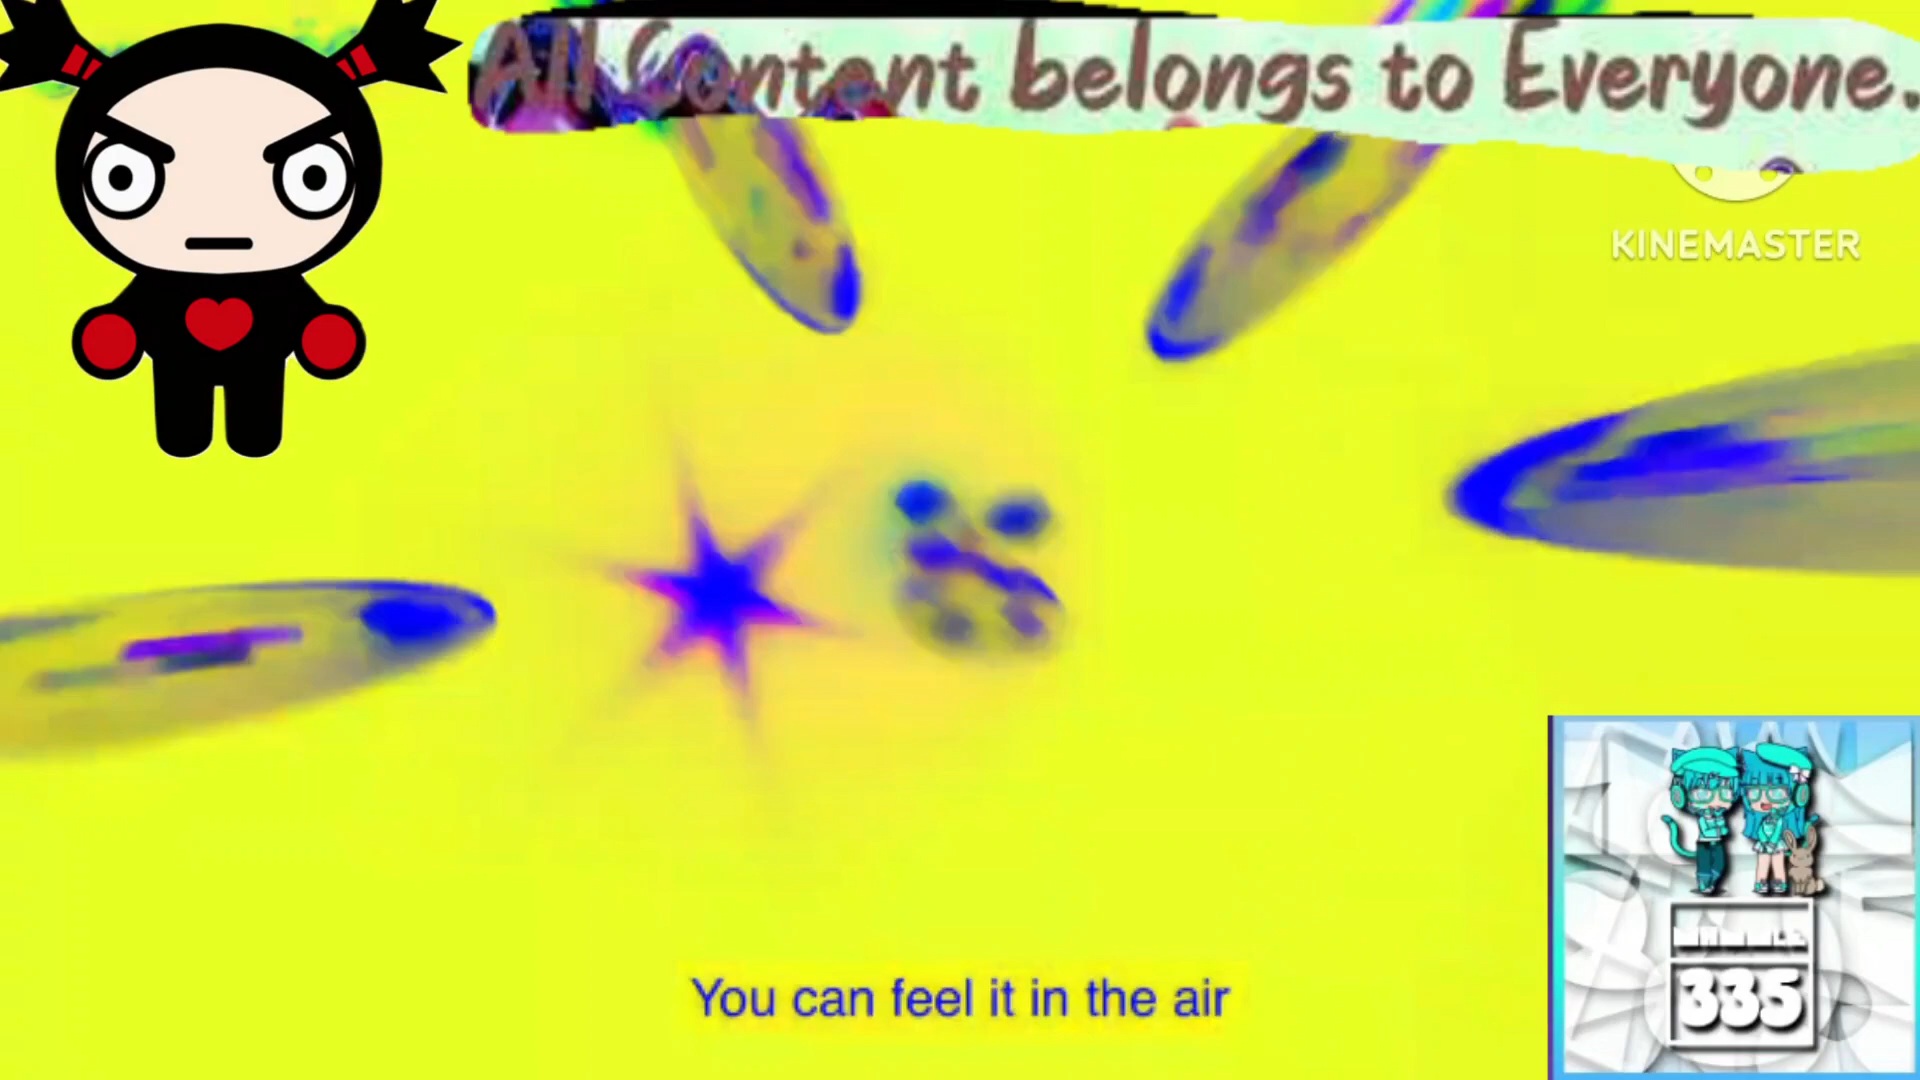 All Content belongs to Everyone.
KINEMASTER
335
You can feel it in the air